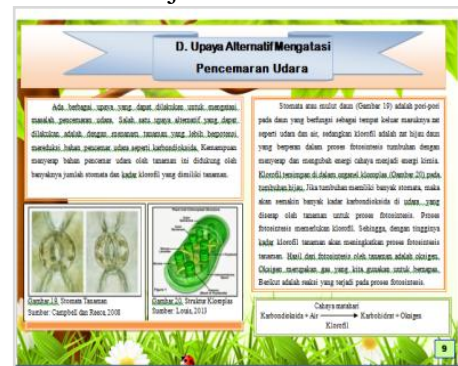 D. Upaya Alternatif Mengatasi
Pencemaran Udara
Ada berbagai upaya yang dapat dilakukan untuk mengatasi
masalah pencemaran udara. Salah satu upaya alternatif yang dapat
dilakukan adalah dengan menanam tanaman yang lebih berpotensi
mereduksi bahan pencemar udara seperti karbondioksida. Kemampuan
menyerap bahan pencemar udara oleh tanaman ini didukung oleh
banyaknya jumlah stomata dan kadar klorofil yang dimiliki tanaman.
Gambar 19. Stomata Tanaman
Sumber: Campbell dan Reece, 2008
Figure 1
Gambar 20. Struktur Kloroplas
Sumber: Louis, 2013
Stomata atau mulut daun (Gambar 19) adalah pori-pori
pada daun yang berfungsi sebagai tempat keluar masuknya zat
seperti udara dan air, sedangkan klorofil adalah zat hijau daun
yang berperan dalam proses fotosintesis tumbuhan dengan
menyerap dan mengubah energi cahaya menjadi energi kimia.
Klorofil tersimpan di dalam organel kloroplas (Gambar 20) pada
tumbuhan hijau. Jika tumbuhan memiliki banyak stomata, maka
akan semakin banyak kadar karbondioksida di udara yang
diserap oleh tanaman untuk proses fotosintesis. Proses
fotosintesis memerlukan klorofil. Sehingga, dengan tingginya
kadar klorofil tanaman akan meningkatkan proses fotosintesis
tanaman. Hasil dari fotosintesis oleh tanaman adalah oksigen.
Oksigen merupakan gas yang kita gunakan untuk bernapas.
Berikut adalah reaksi yang terjadi pada proses fotosintesis.
Cahaya matahari
Karbondioksida + Air → Karbohidrat + Oksigen
Klorofil
9